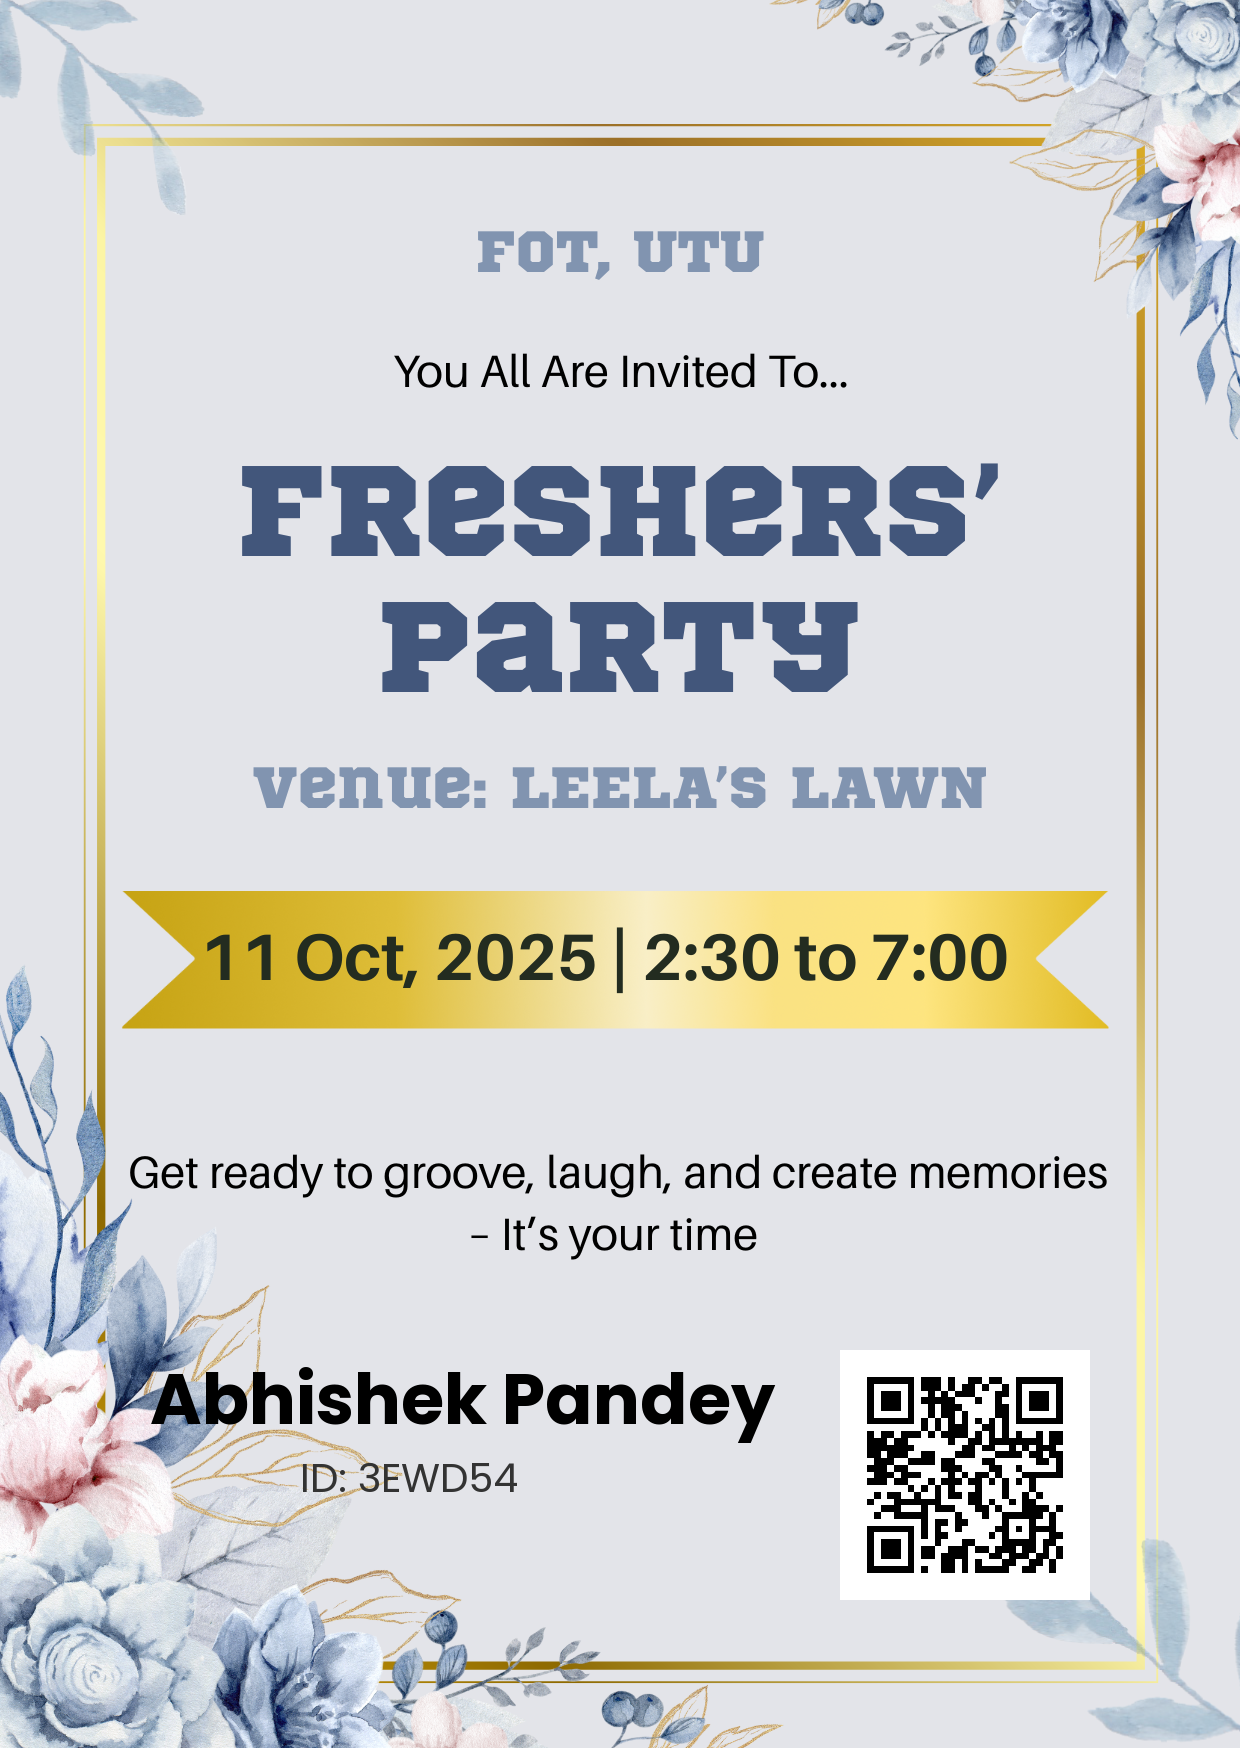 FOT, UTU
You All Are Invited To...
FReSHeRS’
PaRTY
venue: LEELA’S LAWN
11 Oct, 2025 | 2:30 to 7:00
Get ready to groove, laugh, and create memories
– It’s your time
Abhishek Pandey
ID: 3EWD54